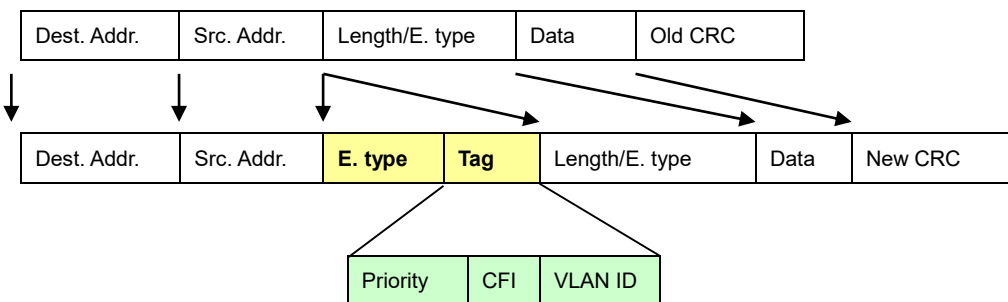 Dest. Addr. Src. Addr. Length/E. type Data Old CRC
Dest. Addr. Src. Addr. E. type Tag Length/E. type Data New CRC
Priority CFI VLAN ID